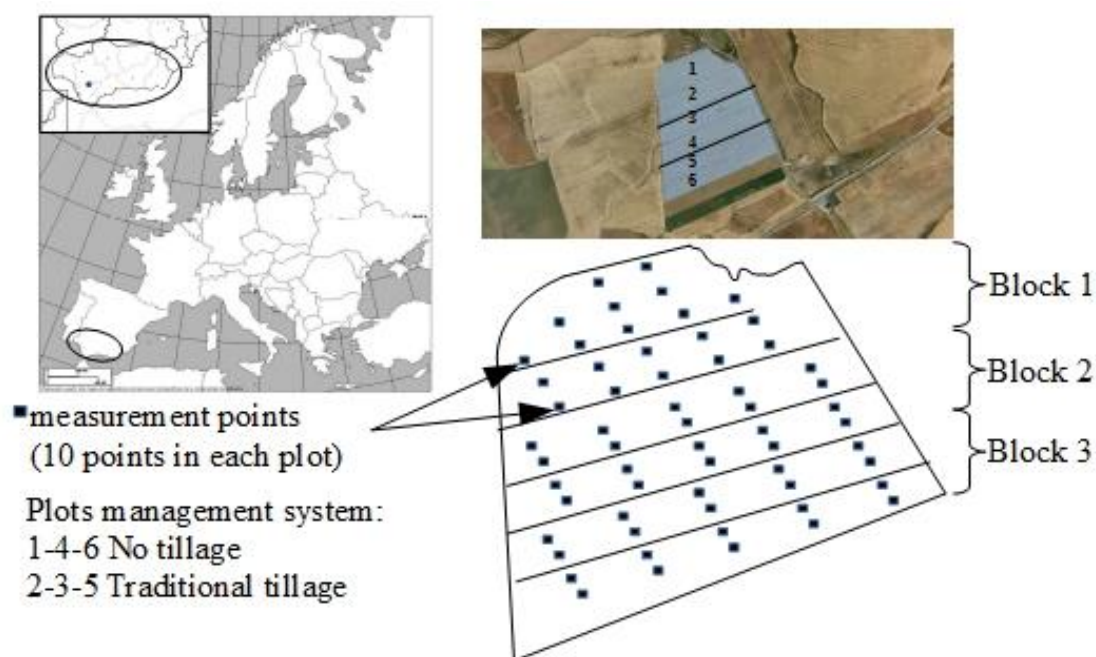 1
2
3
4
5
6
Block 1
Block 2
Block 3
measurement points
(10 points in each plot)
Plots management system:
1-4-6 No tillage
2-3-5 Traditional tillage